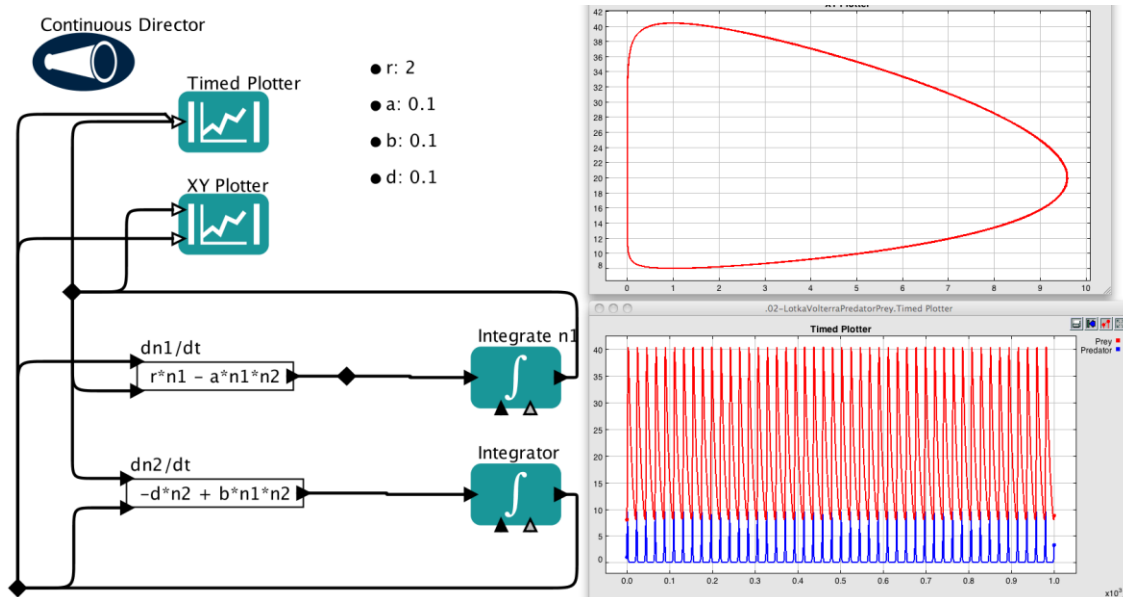 Continuous Director
Timed Plotter
r: 2
a: 0.1
b: 0.1
d: 0.1
XY Plotter
dn1/dt
r*n1 - a*n1*n2
Integrate n1
∫
dn2/dt
-d*n2 + b*n1*n2
Integrator
∫
XY Plotter
42
40
38
36
34
32
30
28
26
24
22
20
18
16
14
12
10
8
0 1 2 3 4 5 6 7 8 9 10
.02-LotkaVolterraPredatorPrey.Timed Plotter
Timed Plotter
Prey
Predator
40
35
30
25
20
15
10
5
0
0.0 0.1 0.2 0.3 0.4 0.5 0.6 0.7 0.8 0.9 1.0
x10³